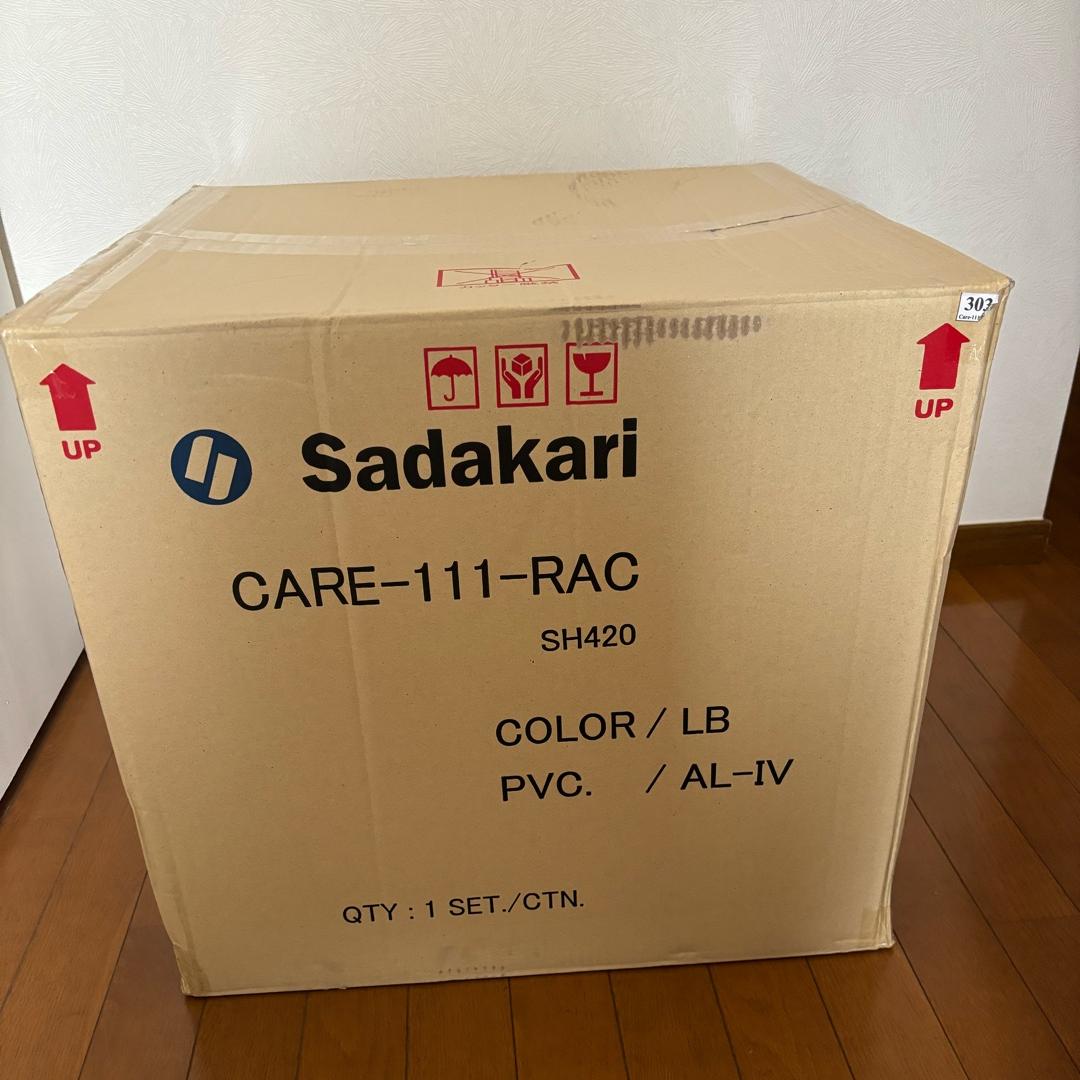 303
UP
UP
Sadakari
CARE-111-RAC
SH420
COLOR / LB
PVC. / AL-IV
QTY : 1 SET./CTN.